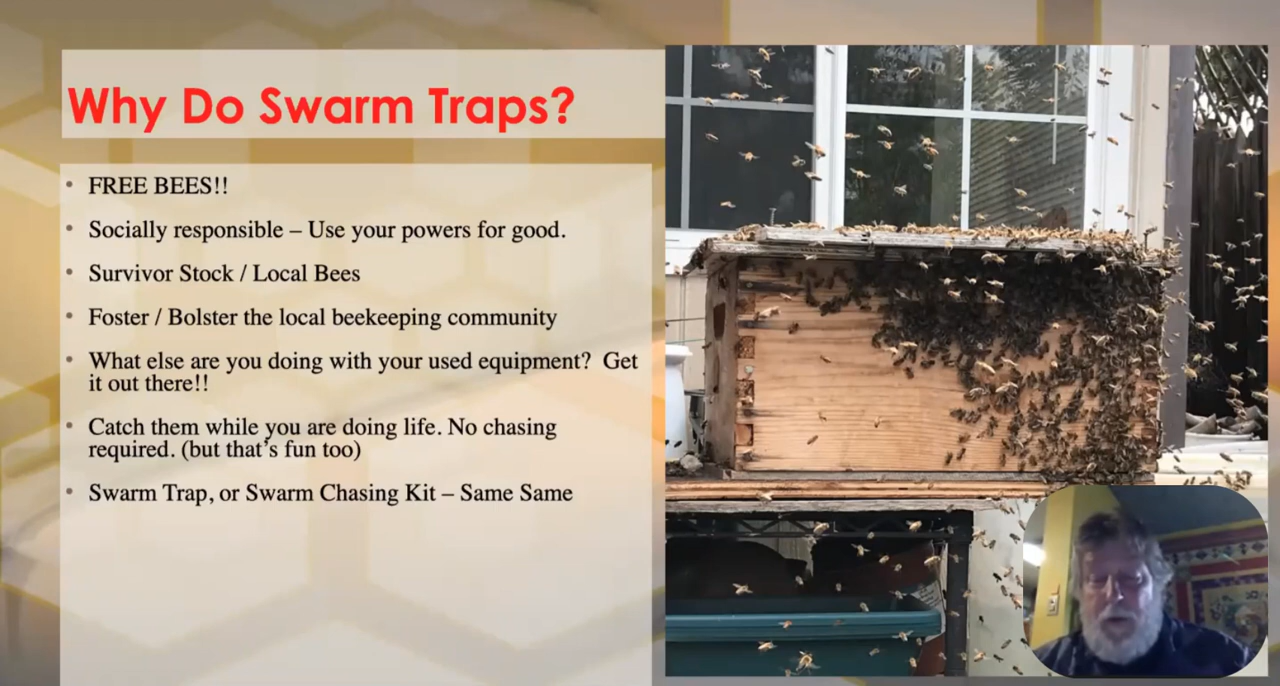 Why Do Swarm Traps?
• FREE BEES!!
• Socially responsible – Use your powers for good.
• Survivor Stock / Local Bees
• Foster / Bolster the local beekeeping community
• What else are you doing with your used equipment?  Get
it out there!!
• Catch them while you are doing life. No chasing
required. (but that's fun too)
• Swarm Trap, or Swarm Chasing Kit – Same Same